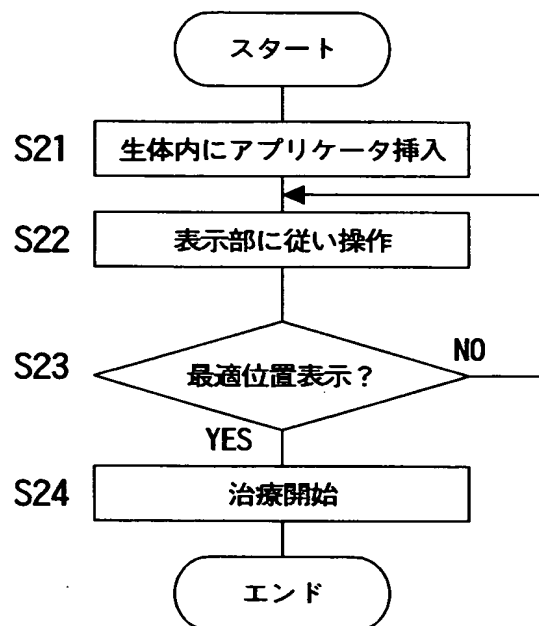 スタート
S21 生体内にアプリケータ挿入
S22 表示部に従い操作
S23 最適位置表示？ NO
YES
S24 治療開始
エンド